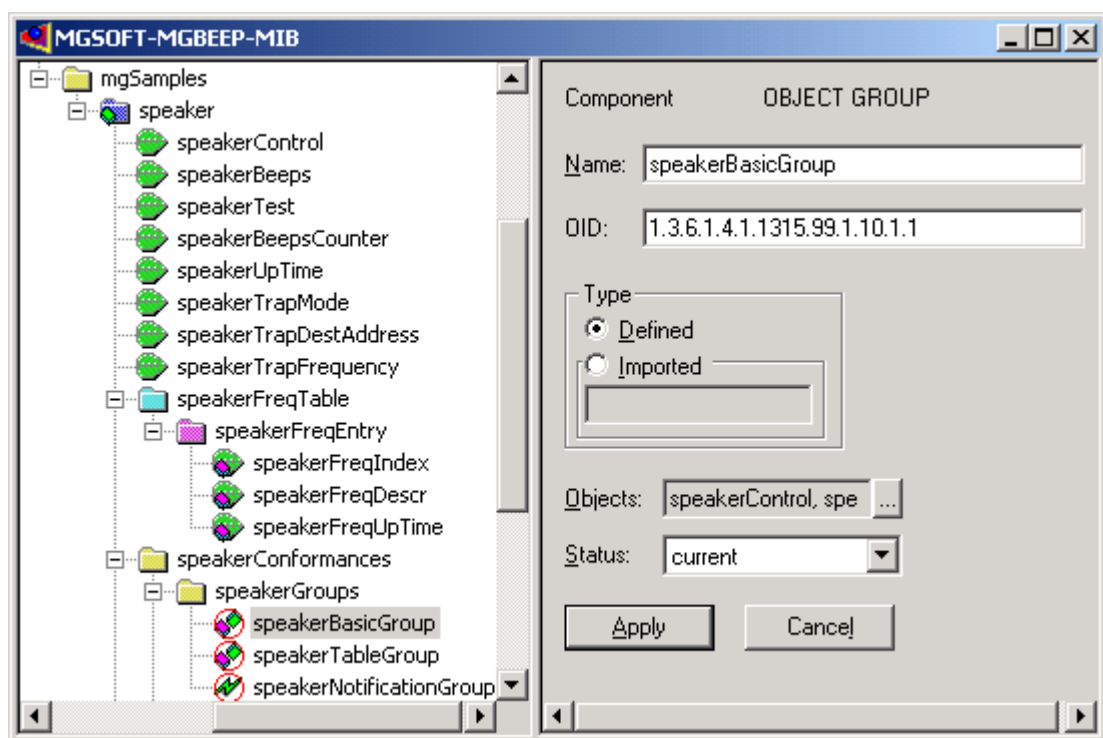 MGSOFT-MGBEEP-MIB
mgSamples
speaker
speakerControl
speakerBeeps
speakerTest
speakerBeepsCounter
speakerUpTime
speakerTrapMode
speakerTrapDestAddress
speakerTrapFrequency
speakerFreqTable
speakerFreqEntry
speakerFreqIndex
speakerFreqDescr
speakerFreqUpTime
speakerConformances
speakerGroups
speakerBasicGroup
speakerTableGroup
speakerNotificationGroup
Component OBJECT GROUP
Name: speakerBasicGroup
OID: 1.3.6.1.4.1.1315.99.1.10.1.1
Type
Defined
Imported
Objects: speakerControl, spe ...
Status: current
Apply Cancel